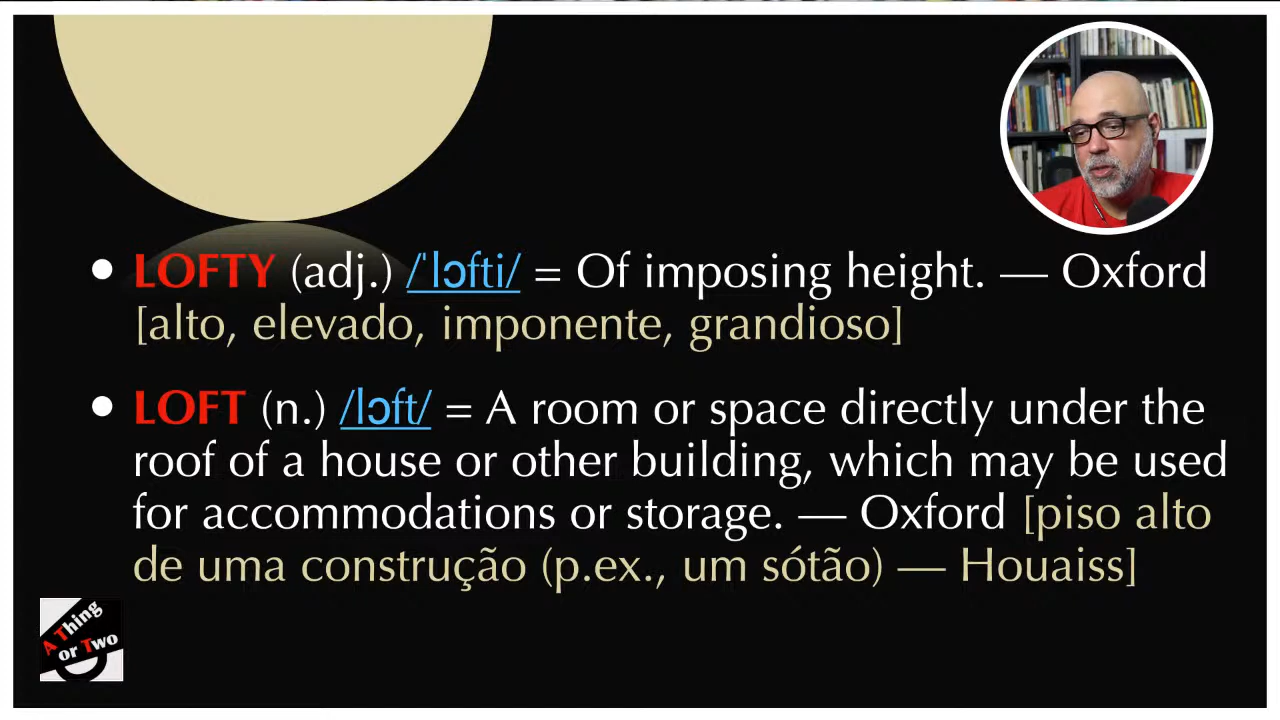 • LOFTY (adj.) /ˈlɔfti/ = Of imposing height. — Oxford
[alto, elevado, imponente, grandioso]
• LOFT (n.) /lɔft/ = A room or space directly under the
roof of a house or other building, which may be used
for accommodations or storage. — Oxford [piso alto
de uma construção (p.ex., um sótão) — Houaiss]
A Thing
or Two